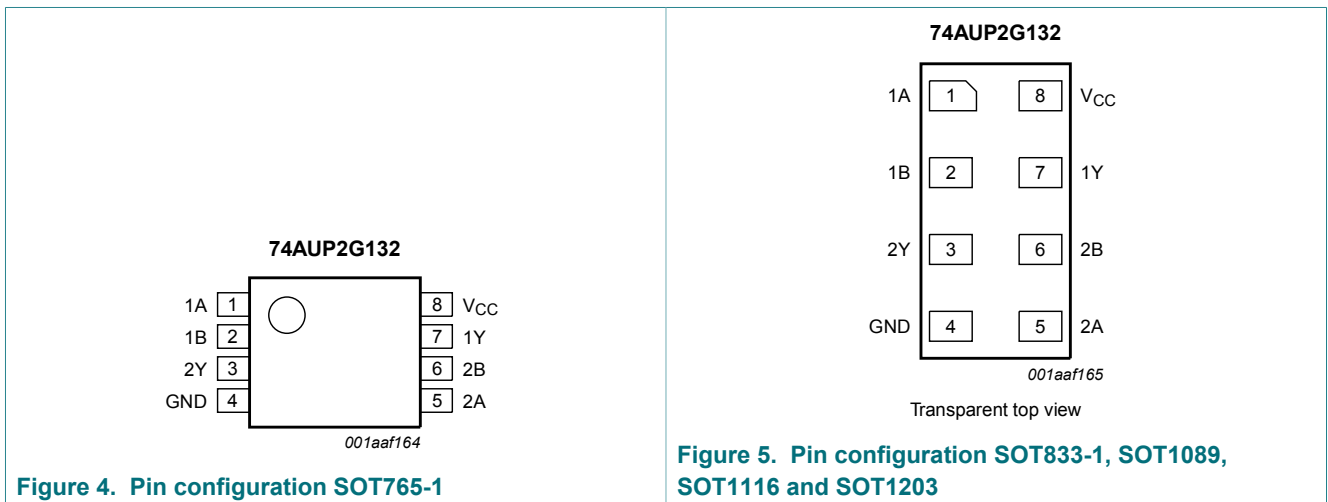 74AUP2G132
1A 1 8 VCC
1B 2 7 1Y
2Y 3 6 2B
GND 4 5 2A
001aaf164
Figure 4. Pin configuration SOT765-1
74AUP2G132
1A 1 8 VCC
1B 2 7 1Y
2Y 3 6 2B
GND 4 5 2A
001aaf165
Transparent top view
Figure 5. Pin configuration SOT833-1, SOT1089,
SOT1116 and SOT1203